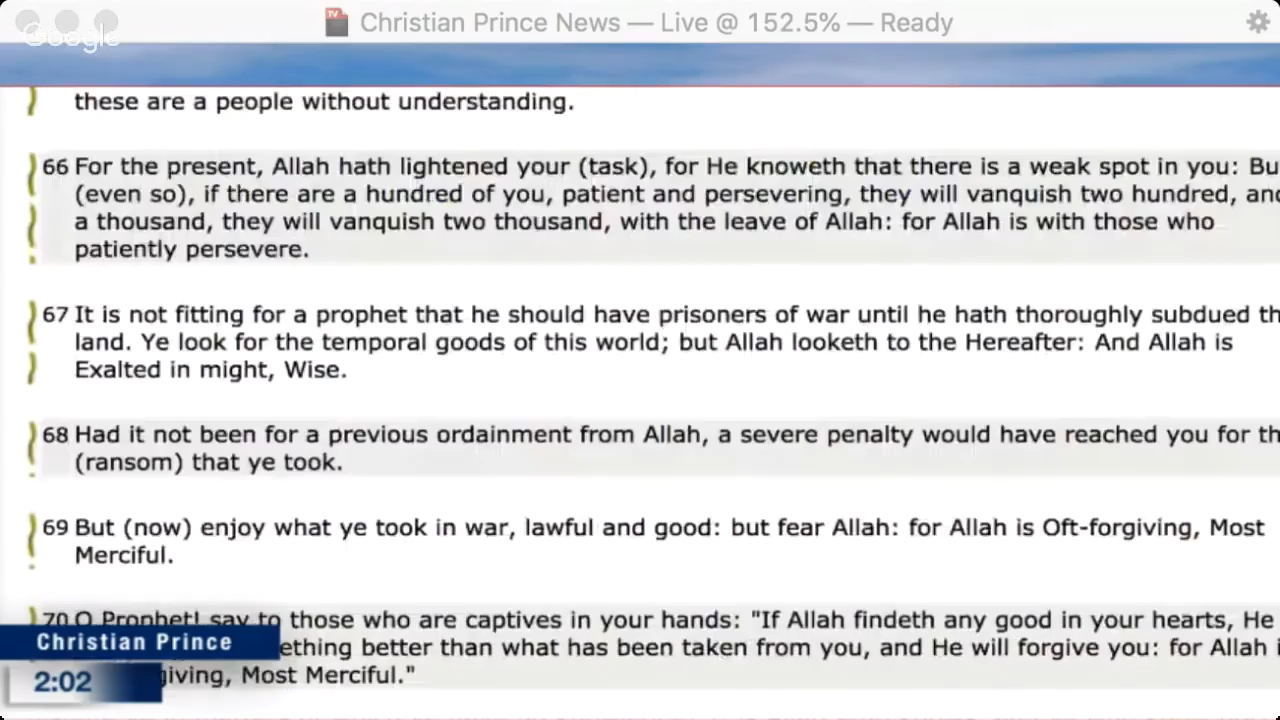 Christian Prince News — Live @ 152.5% — Ready
Google
these are a people without understanding.
66 For the present, Allah hath lightened your (task), for He knoweth that there is a weak spot in you: Bu
(even so), if there are a hundred of you, patient and persevering, they will vanquish two hundred, and
a thousand, they will vanquish two thousand, with the leave of Allah: for Allah is with those who
patiently persevere.
67 It is not fitting for a prophet that he should have prisoners of war until he hath thoroughly subdued th
land. Ye look for the temporal goods of this world; but Allah looketh to the Hereafter: And Allah is
Exalted in might, Wise.
68 Had it not been for a previous ordainment from Allah, a severe penalty would have reached you for th
(ransom) that ye took.
69 But (now) enjoy what ye took in war, lawful and good: but fear Allah: for Allah is Oft-forgiving, Most
Merciful.
70 O Prophet! say to those who are captives in your hands: "If Allah findeth any good in your hearts, He
ething better than what has been taken from you, and He will forgive you: for Allah i
giving, Most Merciful."
Christian Prince
2:02